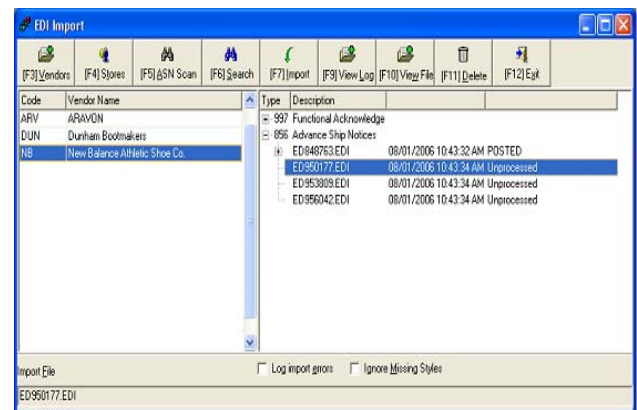 EDI Import
[F3] Vendors [F4] Stores [F5] ASN Scan [F6] Search [F7] Import [F9] View Log [F10] View File [F11] Delete [F12] Exit
Code Vendor Name
ARV ARAVON
DUN Dunham Bootmakers
NB New Balance Athletic Shoe Co.
Type Description
997 Functional Acknowledge
856 Advance Ship Notices
ED848763.EDI 08/01/2006 10:43:32 AM POSTED
ED950177.EDI 08/01/2006 10:43:34 AM Unprocessed
ED953809.EDI 08/01/2006 10:43:34 AM Unprocessed
ED956042.EDI 08/01/2006 10:43:34 AM Unprocessed
Import File Log import errors Ignore Missing Styles
ED950177.EDI